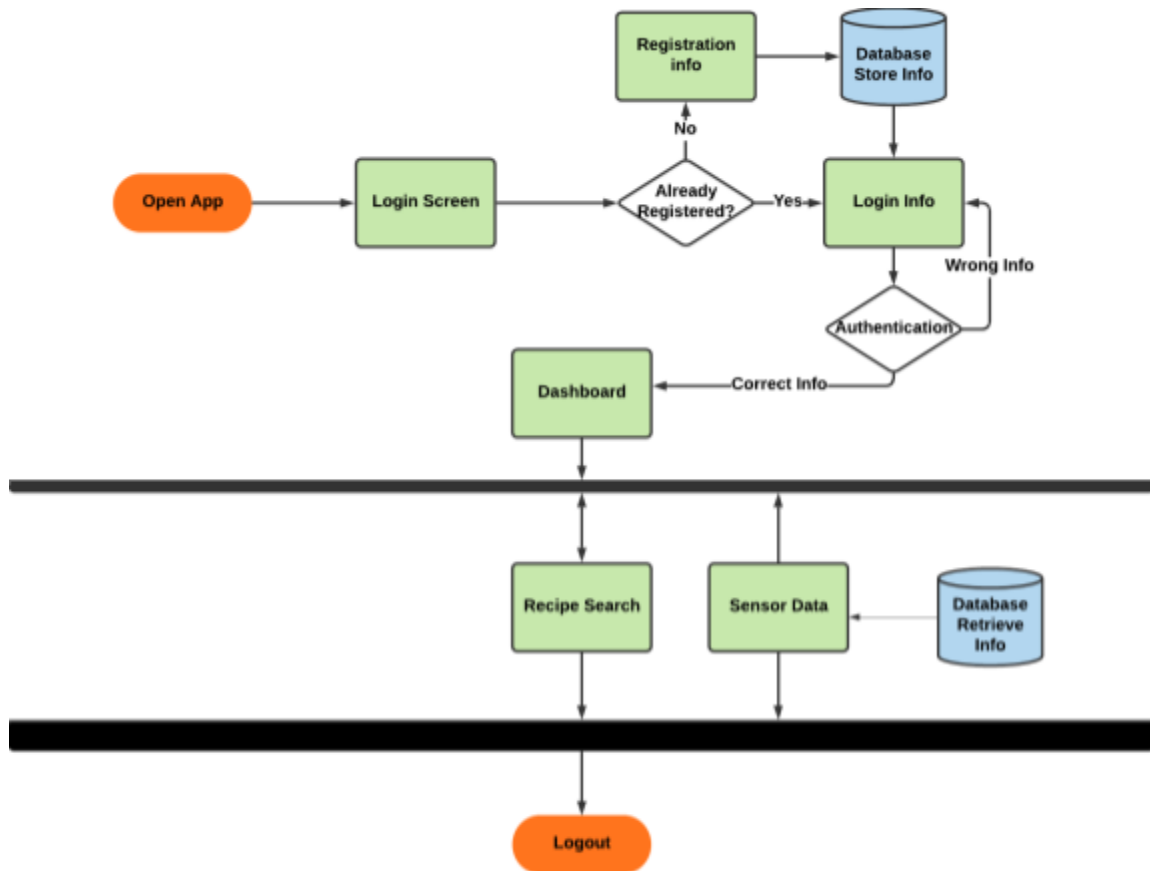 Registration
info
Database
Store Info
No
Open App
Login Screen
Already
Registered?
Yes
Login Info
Wrong Info
Authentication
Correct Info
Dashboard
Recipe Search
Sensor Data
Database
Retrieve
Info
Logout